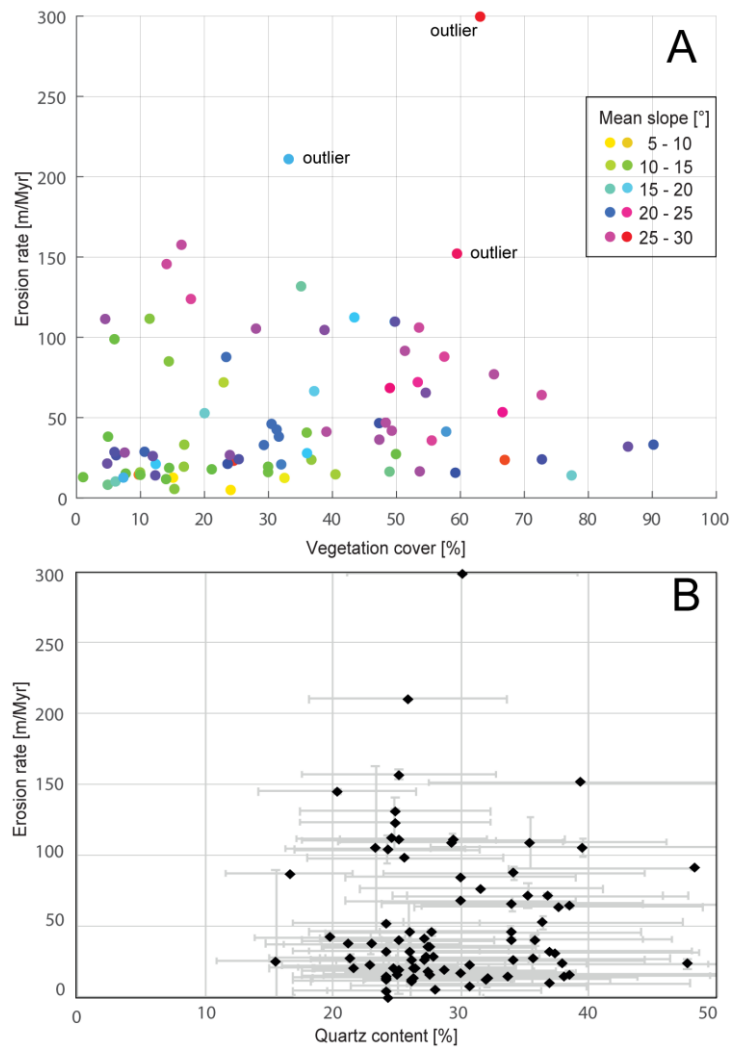 A
outlier
outlier
outlier
Mean slope [°]
5 - 10
10 - 15
15 - 20
20 - 25
25 - 30
300
250
200
150
100
50
0
Erosion rate [m/Myr]
0 10 20 30 40 50 60 70 80 90 100
Vegetation cover [%]
B
300
250
200
150
100
50
0
Erosion rate [m/Myr]
0 10 20 30 40 50
Quartz content [%]